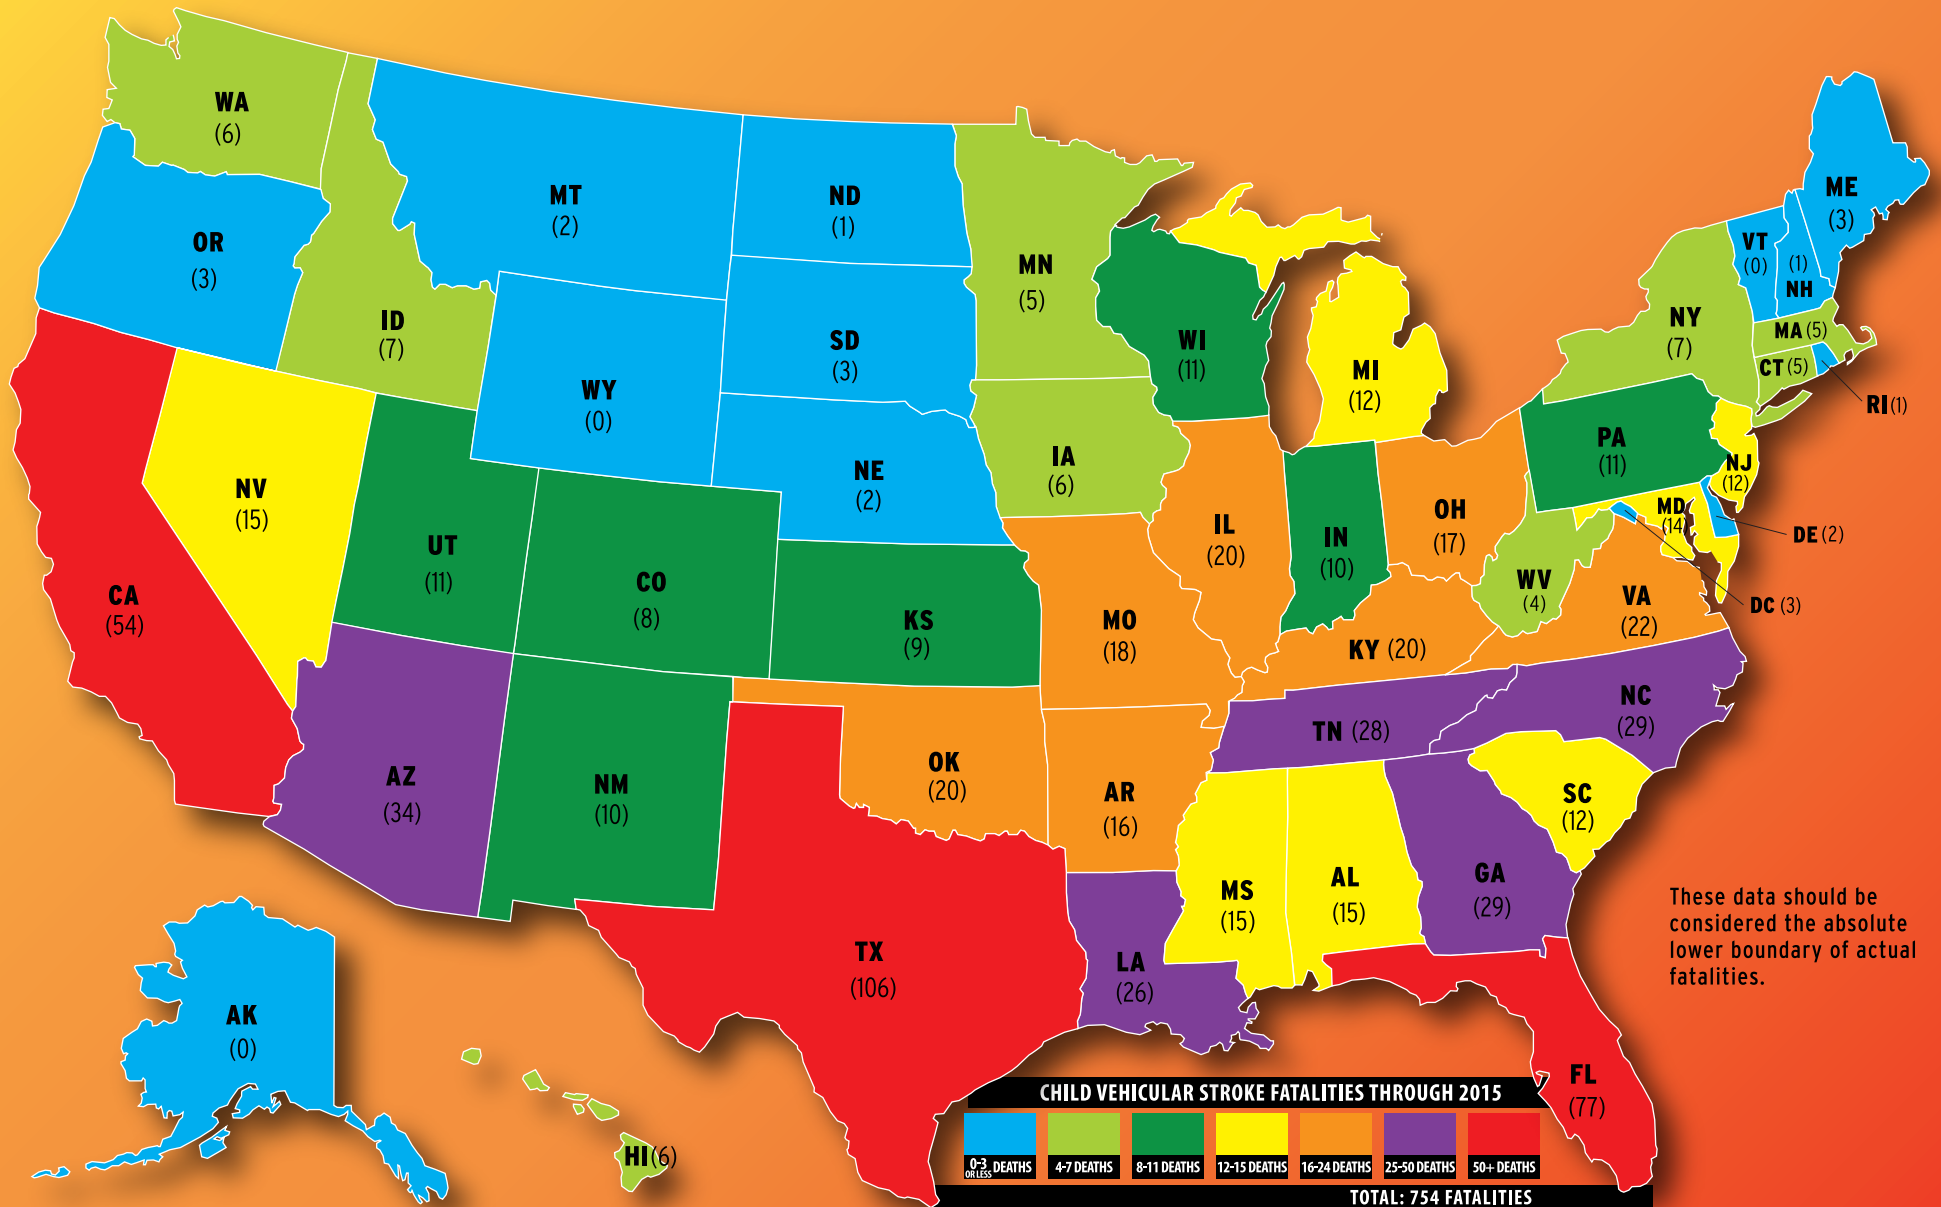 WA
(6)
OR
(3)
CA
(54)
ID
(7)
NV
(15)
MT
(2)
WY
(0)
UT
(11)
AZ
(34)
CO
(8)
NM
(10)
ND
(1)
SD
(3)
NE
(2)
KS
(9)
OK
(20)
TX
(106)
MN
(5)
IA
(6)
MO
(18)
AR
(16)
LA
(26)
WI
(11)
IL
(20)
MI
(12)
IN
(10)
OH
(17)
KY (20)
TN (28)
MS
(15)
AL
(15)
GA
(29)
FL
(77)
SC
(12)
NC
(29)
VA
(22)
WV
(4)
PA
(11)
NY
(7)
VT
(0)
(1)
NH
ME
(3)
MA (5)
CT (5)
RI (1)
NJ
(12)
MD
(14)
DE (2)
DC (3)
AK
(0)
HI (6)
These data should be
considered the absolute
lower boundary of actual
fatalities.
CHILD VEHICULAR STROKE FATALITIES THROUGH 2015
0-3 OR LESS DEATHS
4-7 DEATHS
8-11 DEATHS
12-15 DEATHS
16-24 DEATHS
25-50 DEATHS
50+ DEATHS
TOTAL: 754 FATALITIES